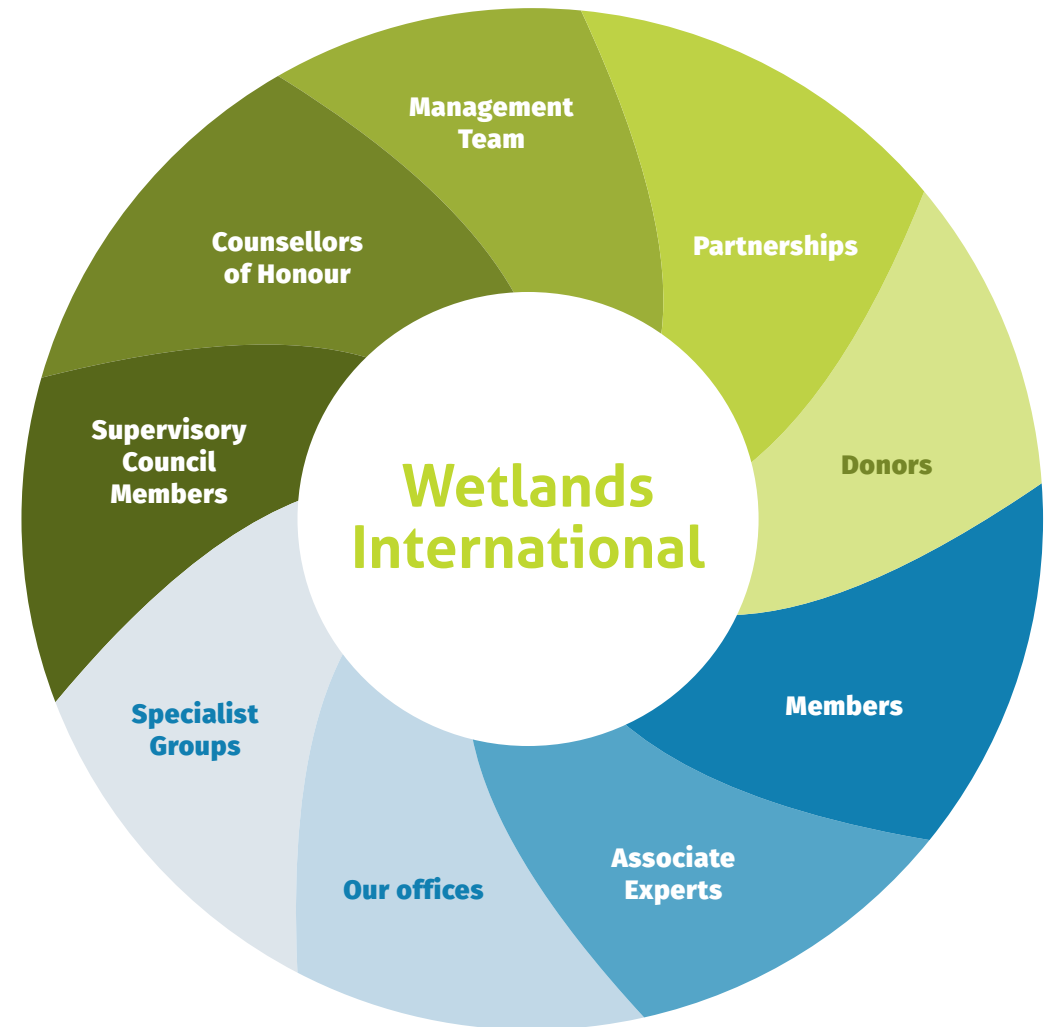 Management
Team
Partnerships
Counsellors
of Honour
Supervisory
Council
Members
Donors
Wetlands
International
Members
Specialist
Groups
Associate
Experts
Our offices